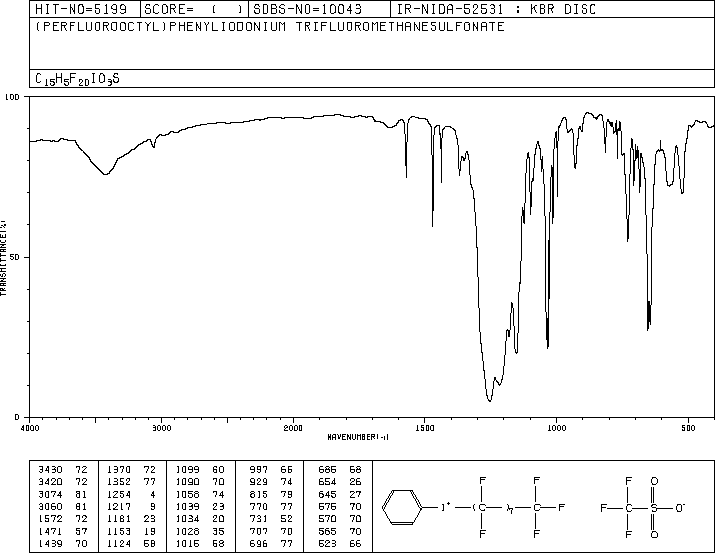 HIT-NO=5199 SCORE= ( ) SDBS-NO=10043 IR-NIDA-52531 : KBR DISC
(PERFLUOROOCTYL)PHENYLIODONIUM TRIFLUOROMETHANESULFONATE
C15H5F20IO3S
100
50
0
TRANSMITTANCE(%)
4000 3000 2000 1500 1000 500
WAVENUMBER(-1)
3430 72 1370 72 1099 60 997 66 686 68
3420 72 1352 77 1090 70 929 74 654 26
3074 81 1254 4 1058 74 815 79 645 27
3060 81 1217 9 1039 23 770 77 576 70
1572 72 1181 23 1034 20 731 52 570 70
1471 57 1153 19 1028 35 707 70 565 70
1439 70 1124 58 1015 58 696 77 523 66
F F F O
I+ ( C )7 C F F C S O-
F F F O